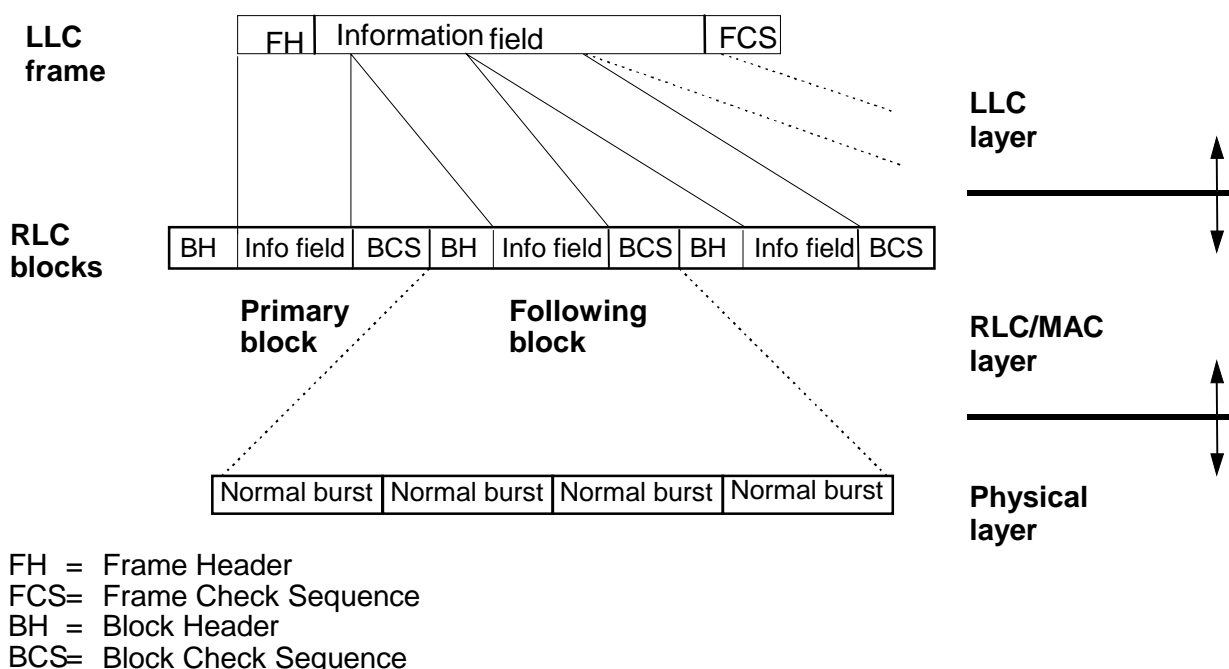 LLC
frame
FH Information field FCS
LLC
layer
RLC
blocks
BH Info field BCS BH Info field BCS BH Info field BCS
Primary
block
Following
block
RLC/MAC
layer
Normal burst Normal burst Normal burst Normal burst
Physical
layer
FH = Frame Header
FCS= Frame Check Sequence
BH = Block Header
BCS= Block Check Sequence